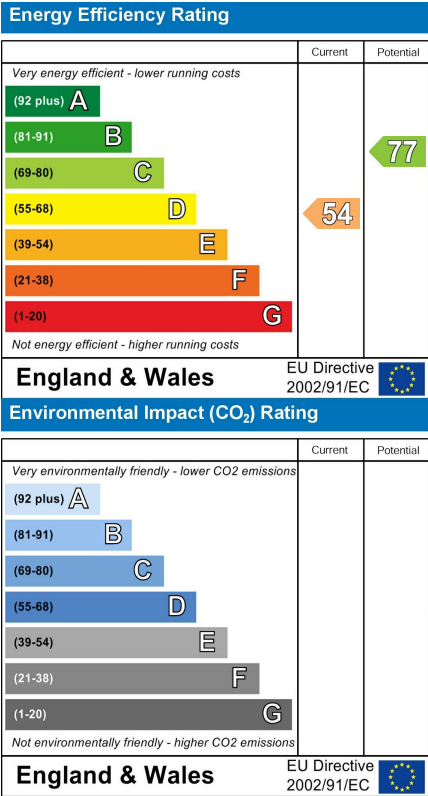 Energy Efficiency Rating
Current Potential
Very energy efficient - lower running costs
(92 plus) A
(81-91) B
(69-80) C
(55-68) D
(39-54) E
(21-38) F
(1-20) G
77
54
Not energy efficient - higher running costs
England & Wales
EU Directive
2002/91/EC
Environmental Impact (CO₂) Rating
Current Potential
Very environmentally friendly - lower CO2 emissions
(92 plus) A
(81-91) B
(69-80) C
(55-68) D
(39-54) E
(21-38) F
(1-20) G
Not environmentally friendly - higher CO2 emissions
England & Wales
EU Directive
2002/91/EC